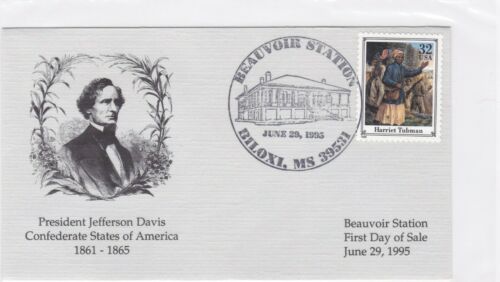 BEAUVOIR STATION
JUNE 29, 1995
BILOXI, MS 39531
32
USA
Harriet Tubman
President Jefferson Davis
Confederate States of America
1861 - 1865
Beauvoir Station
First Day of Sale
June 29, 1995